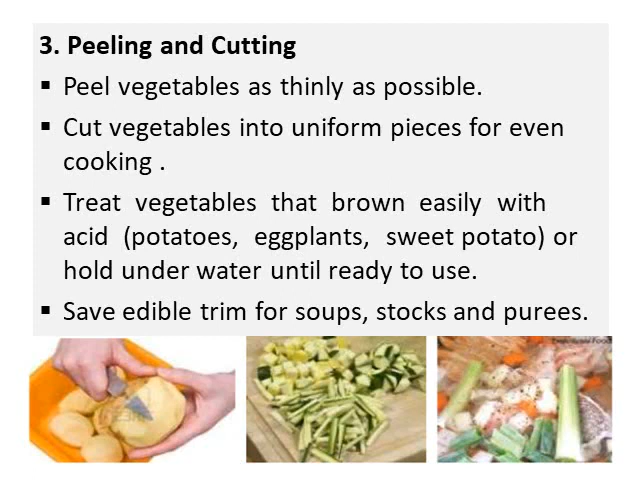 3. Peeling and Cutting
▪ Peel vegetables as thinly as possible.
▪ Cut vegetables into uniform pieces for even
cooking .
▪ Treat vegetables that brown easily with
acid (potatoes, eggplants, sweet potato) or
hold under water until ready to use.
▪ Save edible trim for soups, stocks and purees.